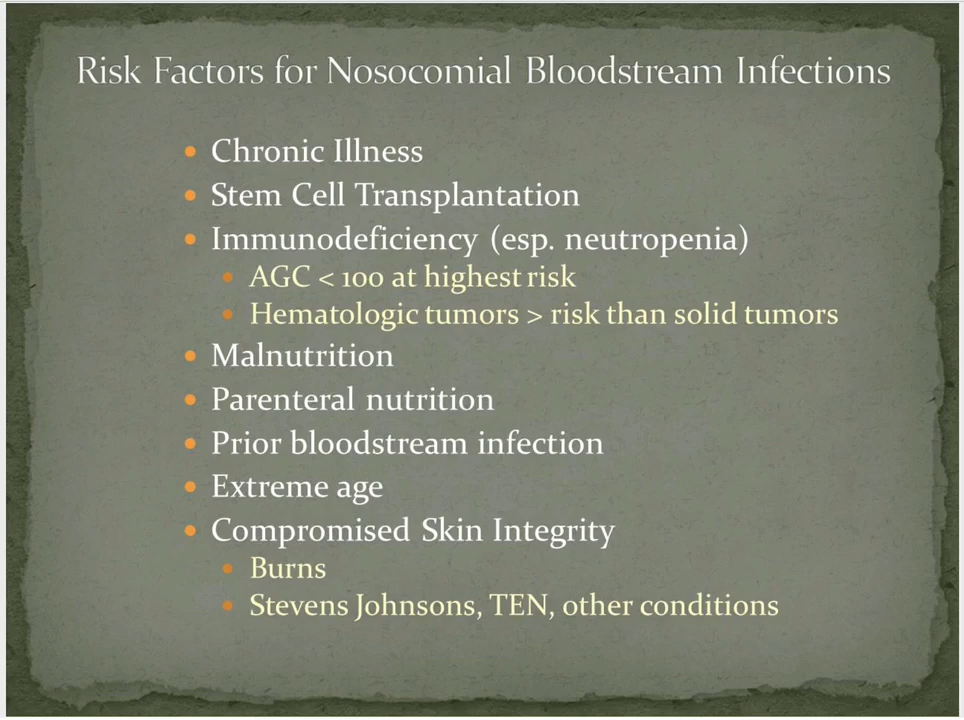 Risk Factors for Nosocomial Bloodstream Infections
Chronic Illness
Stem Cell Transplantation
Immunodeficiency (esp. neutropenia)
AGC < 100 at highest risk
Hematologic tumors > risk than solid tumors
Malnutrition
Parenteral nutrition
Prior bloodstream infection
Extreme age
Compromised Skin Integrity
Burns
Stevens Johnsons, TEN, other conditions